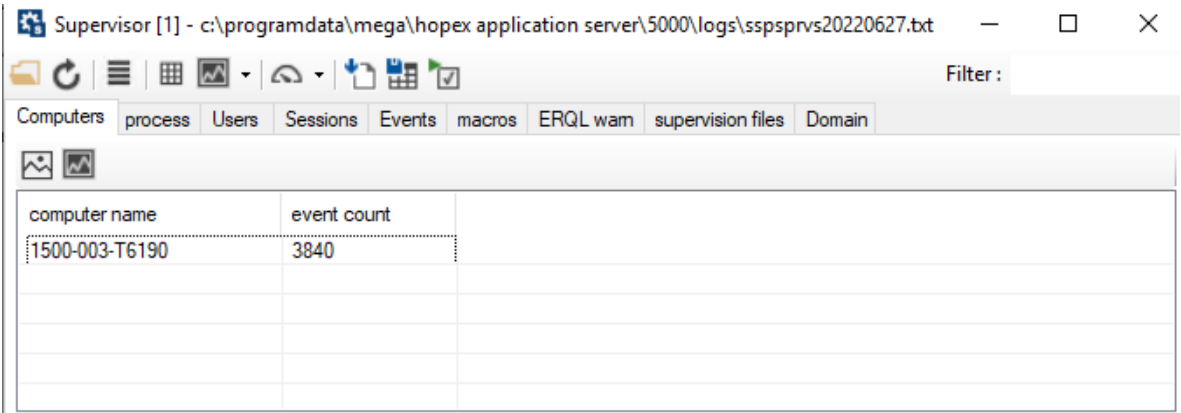 Supervisor [1] - c:\programdata\mega\hopex application server\5000\logs\sspsprvs20220627.txt
Filter :
Computers process Users Sessions Events macros ERQL warn supervision files Domain
computer name event count
1500-003-T6190 3840